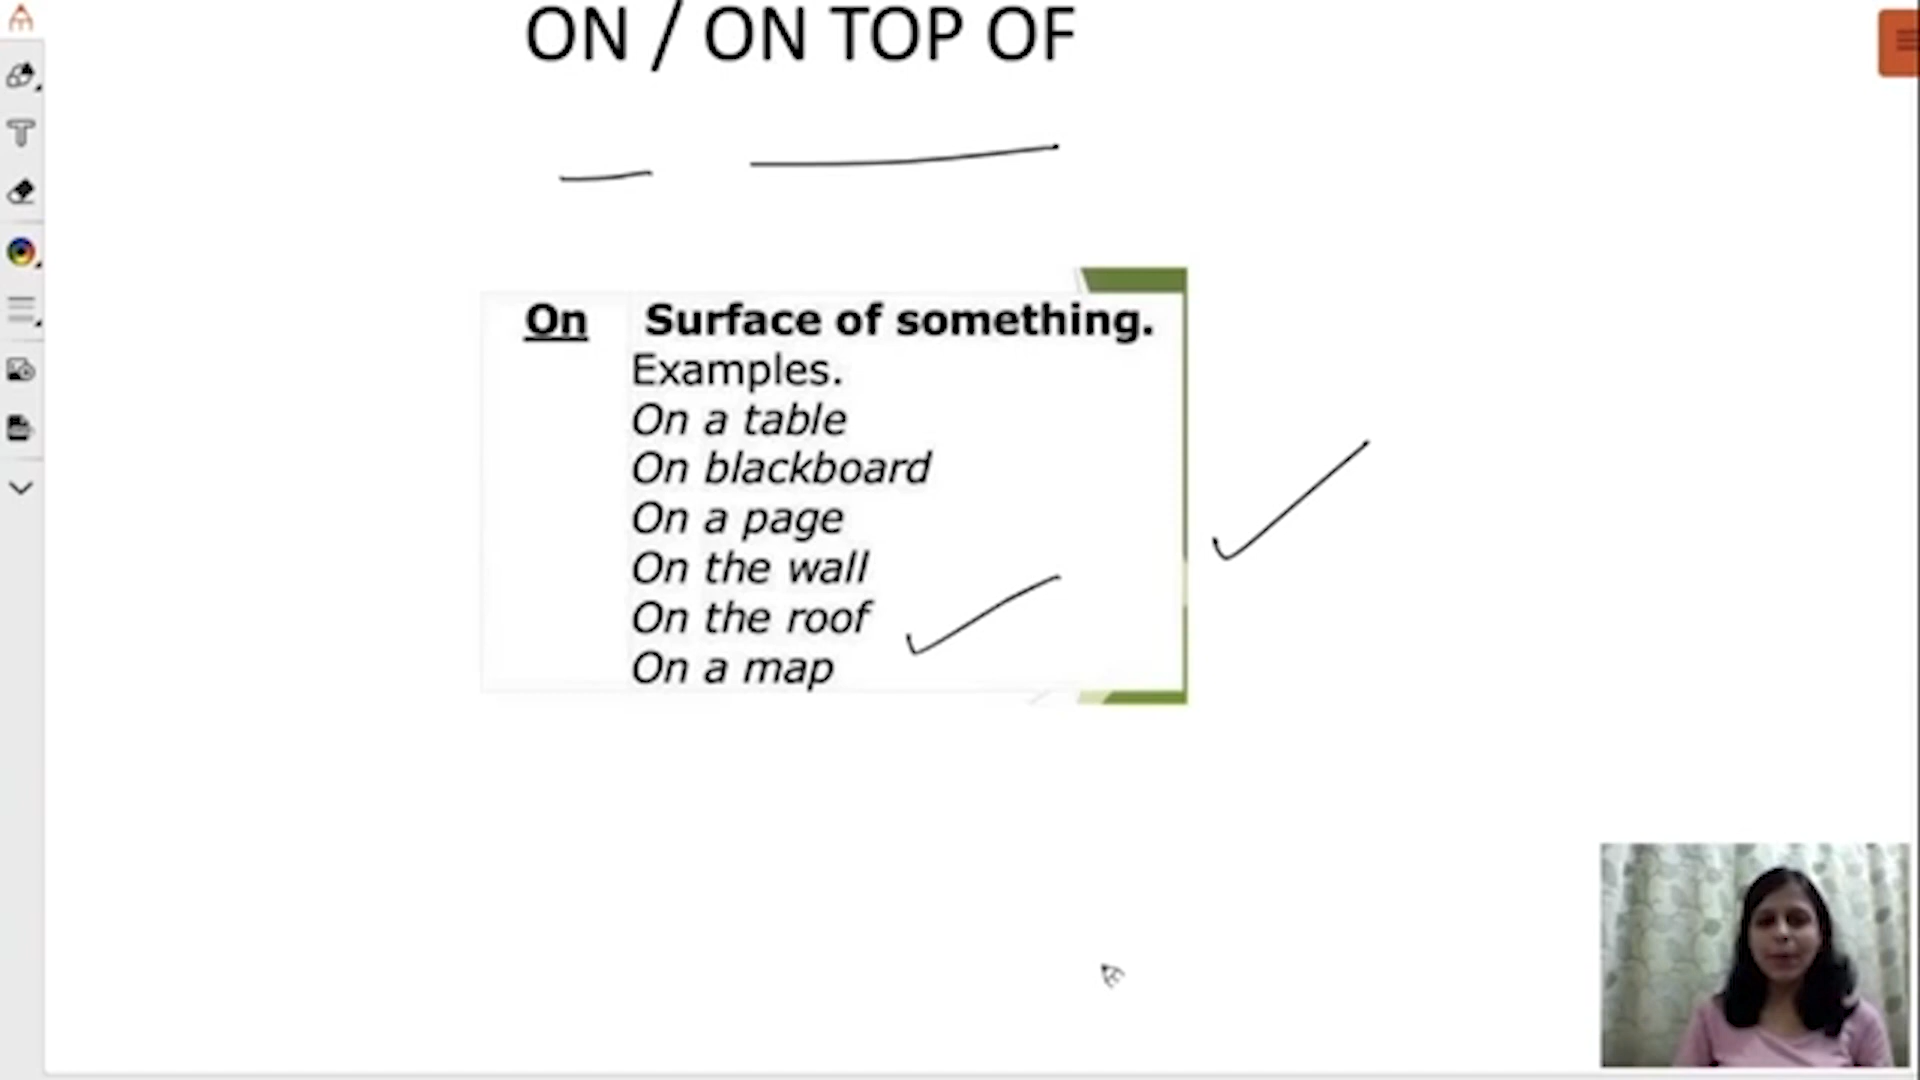 ON / ON TOP OF
On Surface of something.
Examples.
On a table
On blackboard
On a page
On the wall
On the roof
On a map